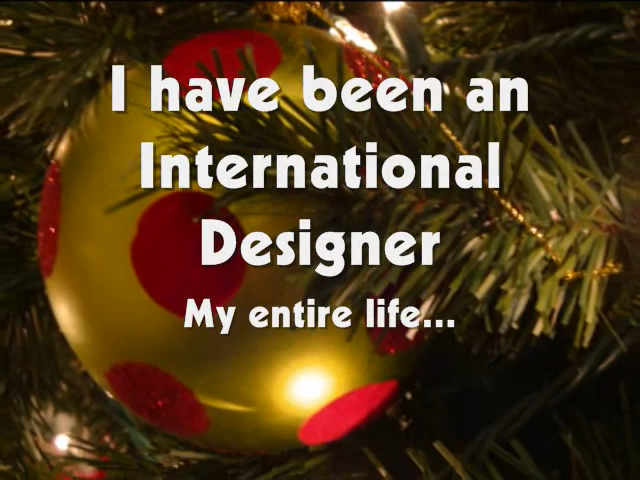 I have been an
International
Designer
My entire life...